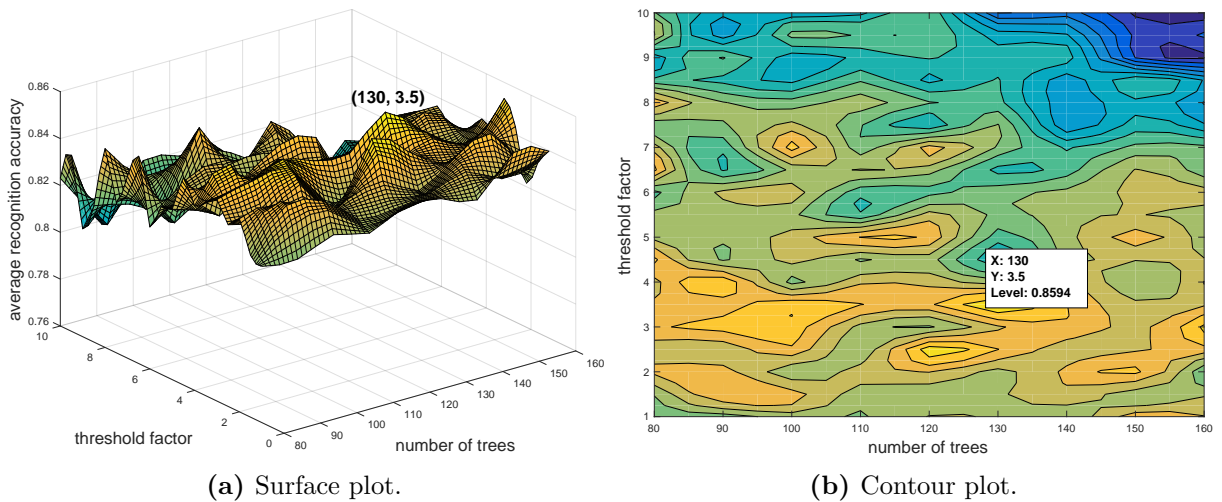 (130, 3.5)
average recognition accuracy
0.86
0.84
0.82
0.8
0.78
0.76
10
8
6
4
2
0
80
90
100
110
120
130
140
150
160
threshold factor
number of trees
(a) Surface plot.
10
9
8
7
6
5
4
3
2
1
threshold factor
X: 130
Y: 3.5
Level: 0.8594
80 90 100 110 120 130 140 150 160
number of trees
(b) Contour plot.